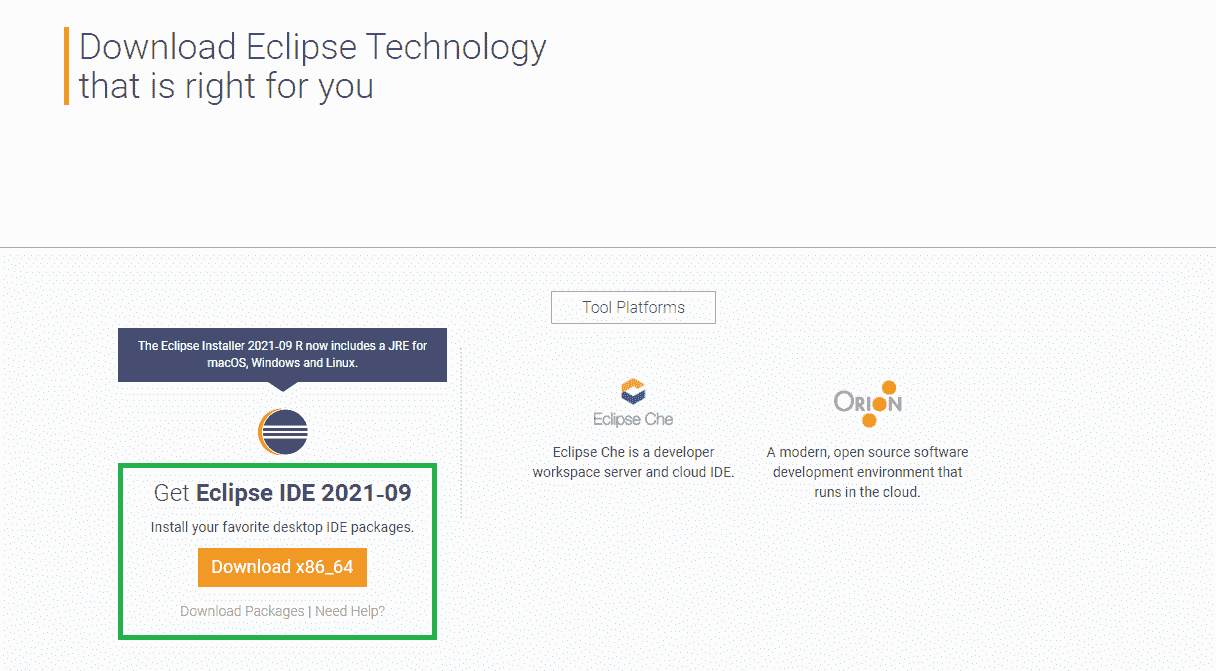 Download Eclipse Technology
that is right for you
Tool Platforms
The Eclipse Installer 2021-09 R now includes a JRE for
macOS, Windows and Linux.
Get Eclipse IDE 2021-09
Install your favorite desktop IDE packages.
Download x86_64
Download Packages | Need Help?
Eclipse Che
Eclipse Che is a developer
workspace server and cloud IDE.
ORION
A modern, open source software
development environment that
runs in the cloud.